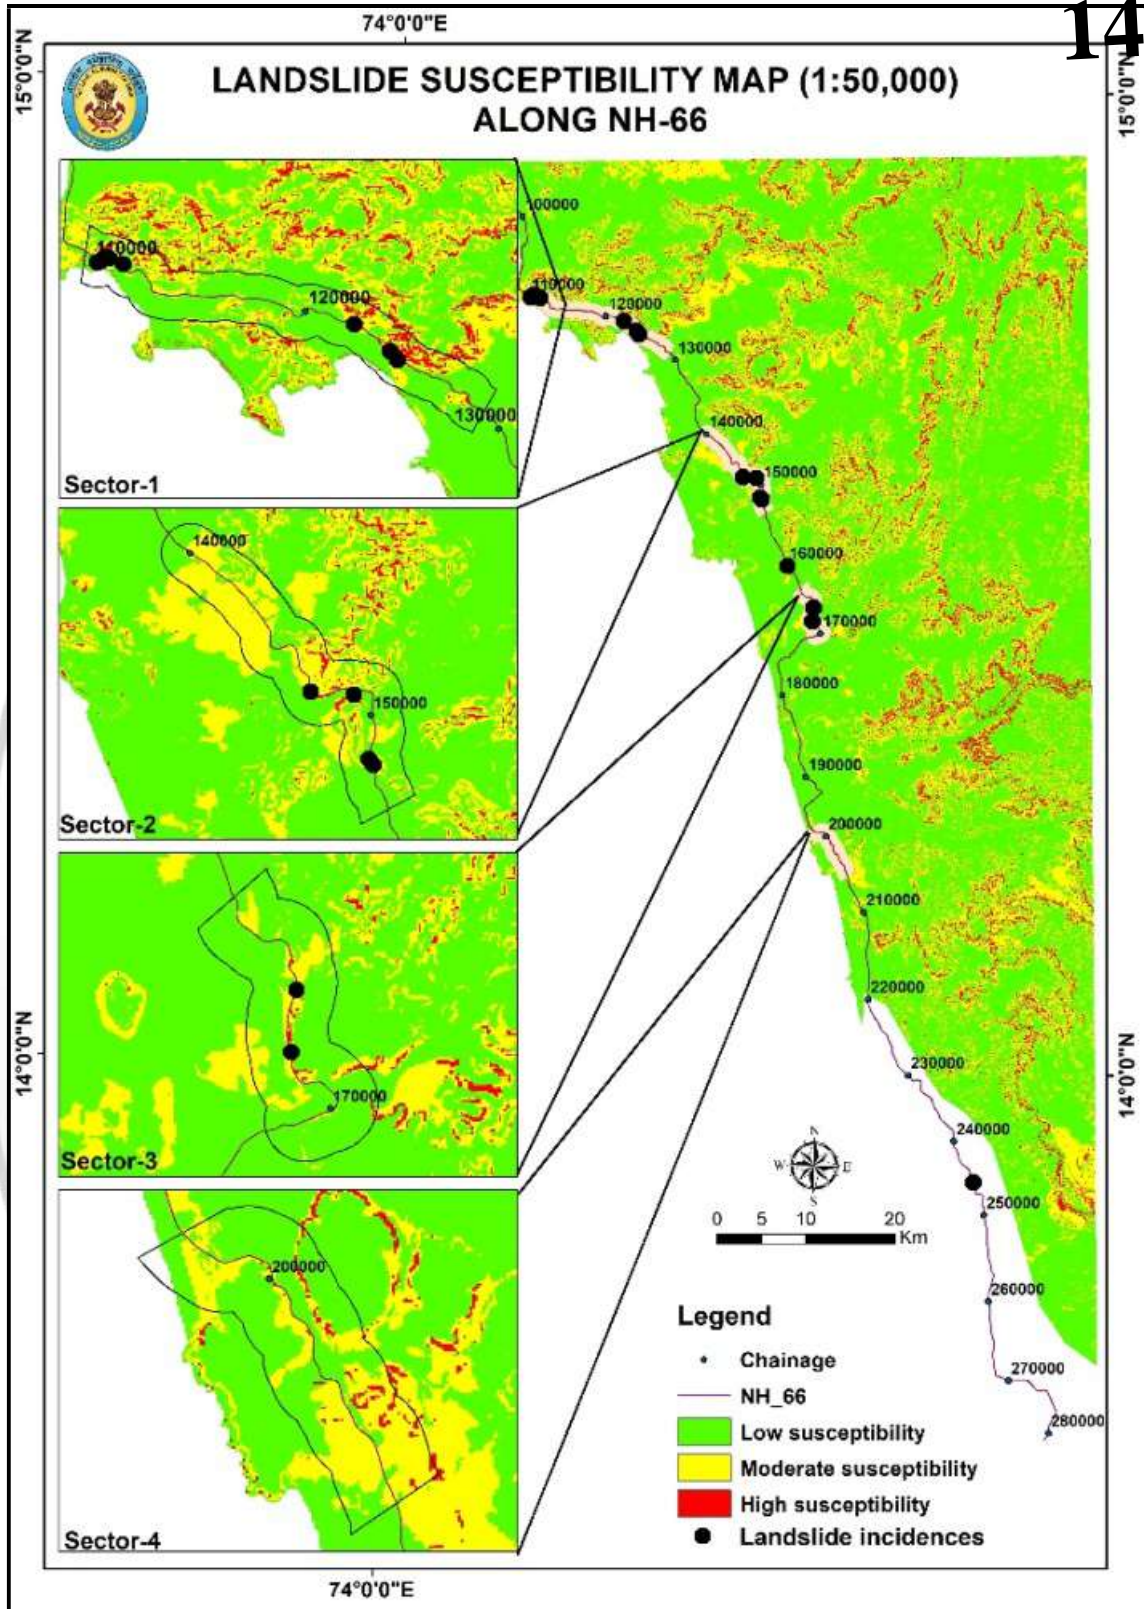 14
74°0'0"E
15°0'0"N
15°0'0"N
LANDSLIDE SUSCEPTIBILITY MAP (1:50,000)
ALONG NH-66
110000
120000
130000
Sector-1
140000
150000
Sector-2
170000
Sector-3
200000
Sector-4
100000
110000
120000
130000
140000
150000
160000
170000
180000
190000
200000
210000
220000
230000
240000
250000
260000
270000
280000
14°0'0"N
14°0'0"N
N
W
E
S
0 5 10 20
Km
Legend
Chainage
NH_66
Low susceptibility
Moderate susceptibility
High susceptibility
Landslide incidences
74°0'0"E